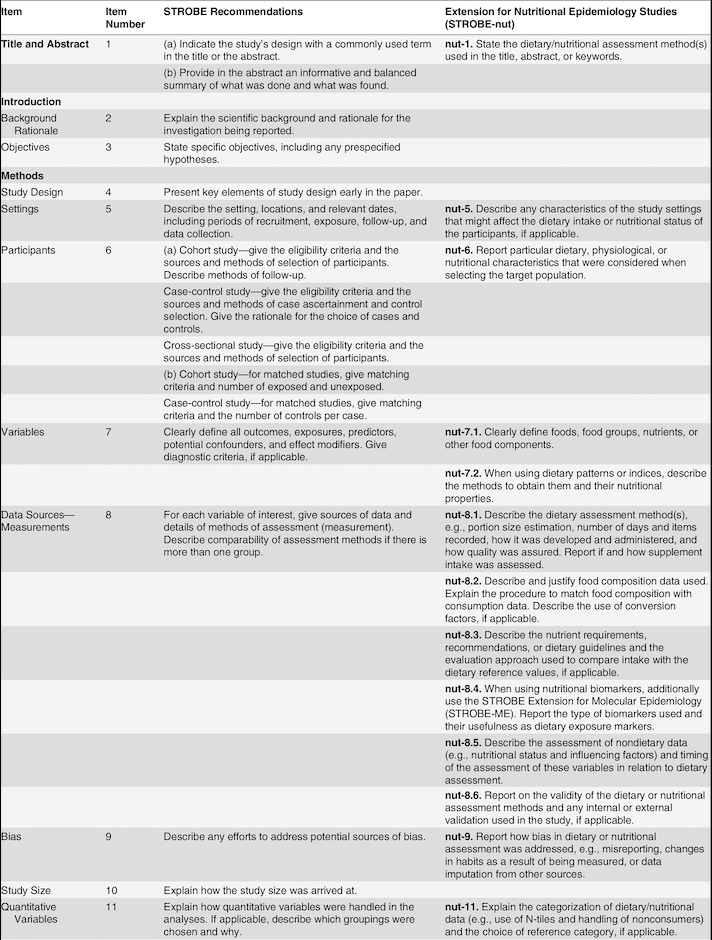 Item
Item
Number
STROBE Recommendations
Extension for Nutritional Epidemiology Studies
(STROBE-nut)
Title and Abstract
1
(a) Indicate the study's design with a commonly used term
in the title or the abstract.
nut-1. State the dietary/nutritional assessment method(s)
used in the title, abstract, or keywords.
(b) Provide in the abstract an informative and balanced
summary of what was done and what was found.
Introduction
Background
Rationale
2
Explain the scientific background and rationale for the
investigation being reported.
Objectives
3
State specific objectives, including any prespecified
hypotheses.
Methods
Study Design
4
Present key elements of study design early in the paper.
Settings
5
Describe the setting, locations, and relevant dates,
including periods of recruitment, exposure, follow-up, and
data collection.
nut-5. Describe any characteristics of the study settings
that might affect the dietary intake or nutritional status of
the participants, if applicable.
Participants
6
(a) Cohort study—give the eligibility criteria and the
sources and methods of selection of participants.
Describe methods of follow-up.
nut-6. Report particular dietary, physiological, or
nutritional characteristics that were considered when
selecting the target population.
Case-control study—give the eligibility criteria and the
sources and methods of case ascertainment and control
selection. Give the rationale for the choice of cases and
controls.
Cross-sectional study—give the eligibility criteria and the
sources and methods of selection of participants.
(b) Cohort study—for matched studies, give matching
criteria and number of exposed and unexposed.
Case-control study—for matched studies, give matching
criteria and the number of controls per case.
Variables
7
Clearly define all outcomes, exposures, predictors,
potential confounders, and effect modifiers. Give
diagnostic criteria, if applicable.
nut-7.1. Clearly define foods, food groups, nutrients, or
other food components.
nut-7.2. When using dietary patterns or indices, describe
the methods to obtain them and their nutritional
properties.
Data Sources—
Measurements
8
For each variable of interest, give sources of data and
details of methods of assessment (measurement).
Describe comparability of assessment methods if there is
more than one group.
nut-8.1. Describe the dietary assessment method(s),
e.g., portion size estimation, number of days and items
recorded, how it was developed and administered, and
how quality was assured. Report if and how supplement
intake was assessed.
nut-8.2. Describe and justify food composition data used.
Explain the procedure to match food composition with
consumption data. Describe the use of conversion
factors, if applicable.
nut-8.3. Describe the nutrient requirements,
recommendations, or dietary guidelines and the
evaluation approach used to compare intake with the
dietary reference values, if applicable.
nut-8.4. When using nutritional biomarkers, additionally
use the STROBE Extension for Molecular Epidemiology
(STROBE-ME). Report the type of biomarkers used and
their usefulness as dietary exposure markers.
nut-8.5. Describe the assessment of nondietary data
(e.g., nutritional status and influencing factors) and timing
of the assessment of these variables in relation to dietary
assessment.
nut-8.6. Report on the validity of the dietary or nutritional
assessment methods and any internal or external
validation used in the study, if applicable.
Bias
9
Describe any efforts to address potential sources of bias.
nut-9. Report how bias in dietary or nutritional
assessment was addressed, e.g., misreporting, changes
in habits as a result of being measured, or data
imputation from other sources.
Study Size
10
Explain how the study size was arrived at.
Quantitative
Variables
11
Explain how quantitative variables were handled in the
analyses. If applicable, describe which groupings were
chosen and why.
nut-11. Explain the categorization of dietary/nutritional
data (e.g., use of N-tiles and handling of nonconsumers)
and the choice of reference category, if applicable.